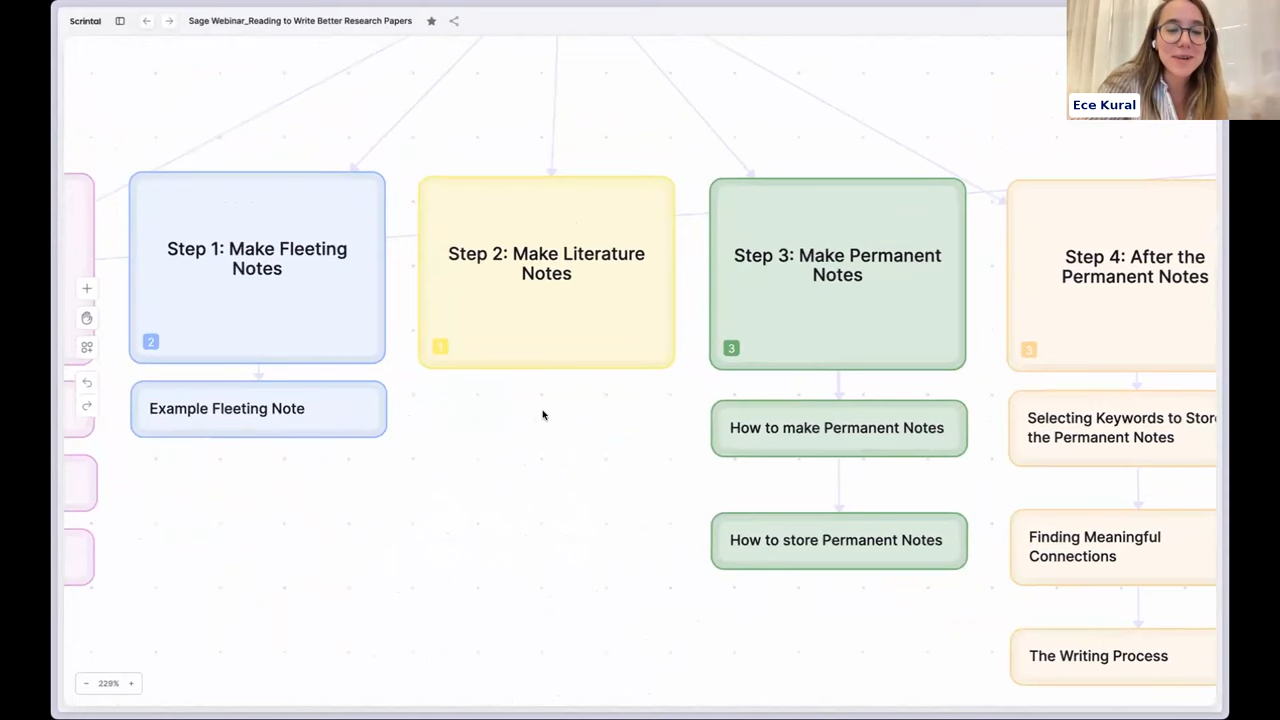 Scrintal
Sage Webinar_Reading to Write Better Research Papers
Ece Kural
Step 1: Make Fleeting
Notes
2
Example Fleeting Note
Step 2: Make Literature
Notes
1
Step 3: Make Permanent
Notes
3
How to make Permanent Notes
How to store Permanent Notes
Step 4: After the
Permanent Notes
3
Selecting Keywords to Store
the Permanent Notes
Finding Meaningful
Connections
The Writing Process
229%